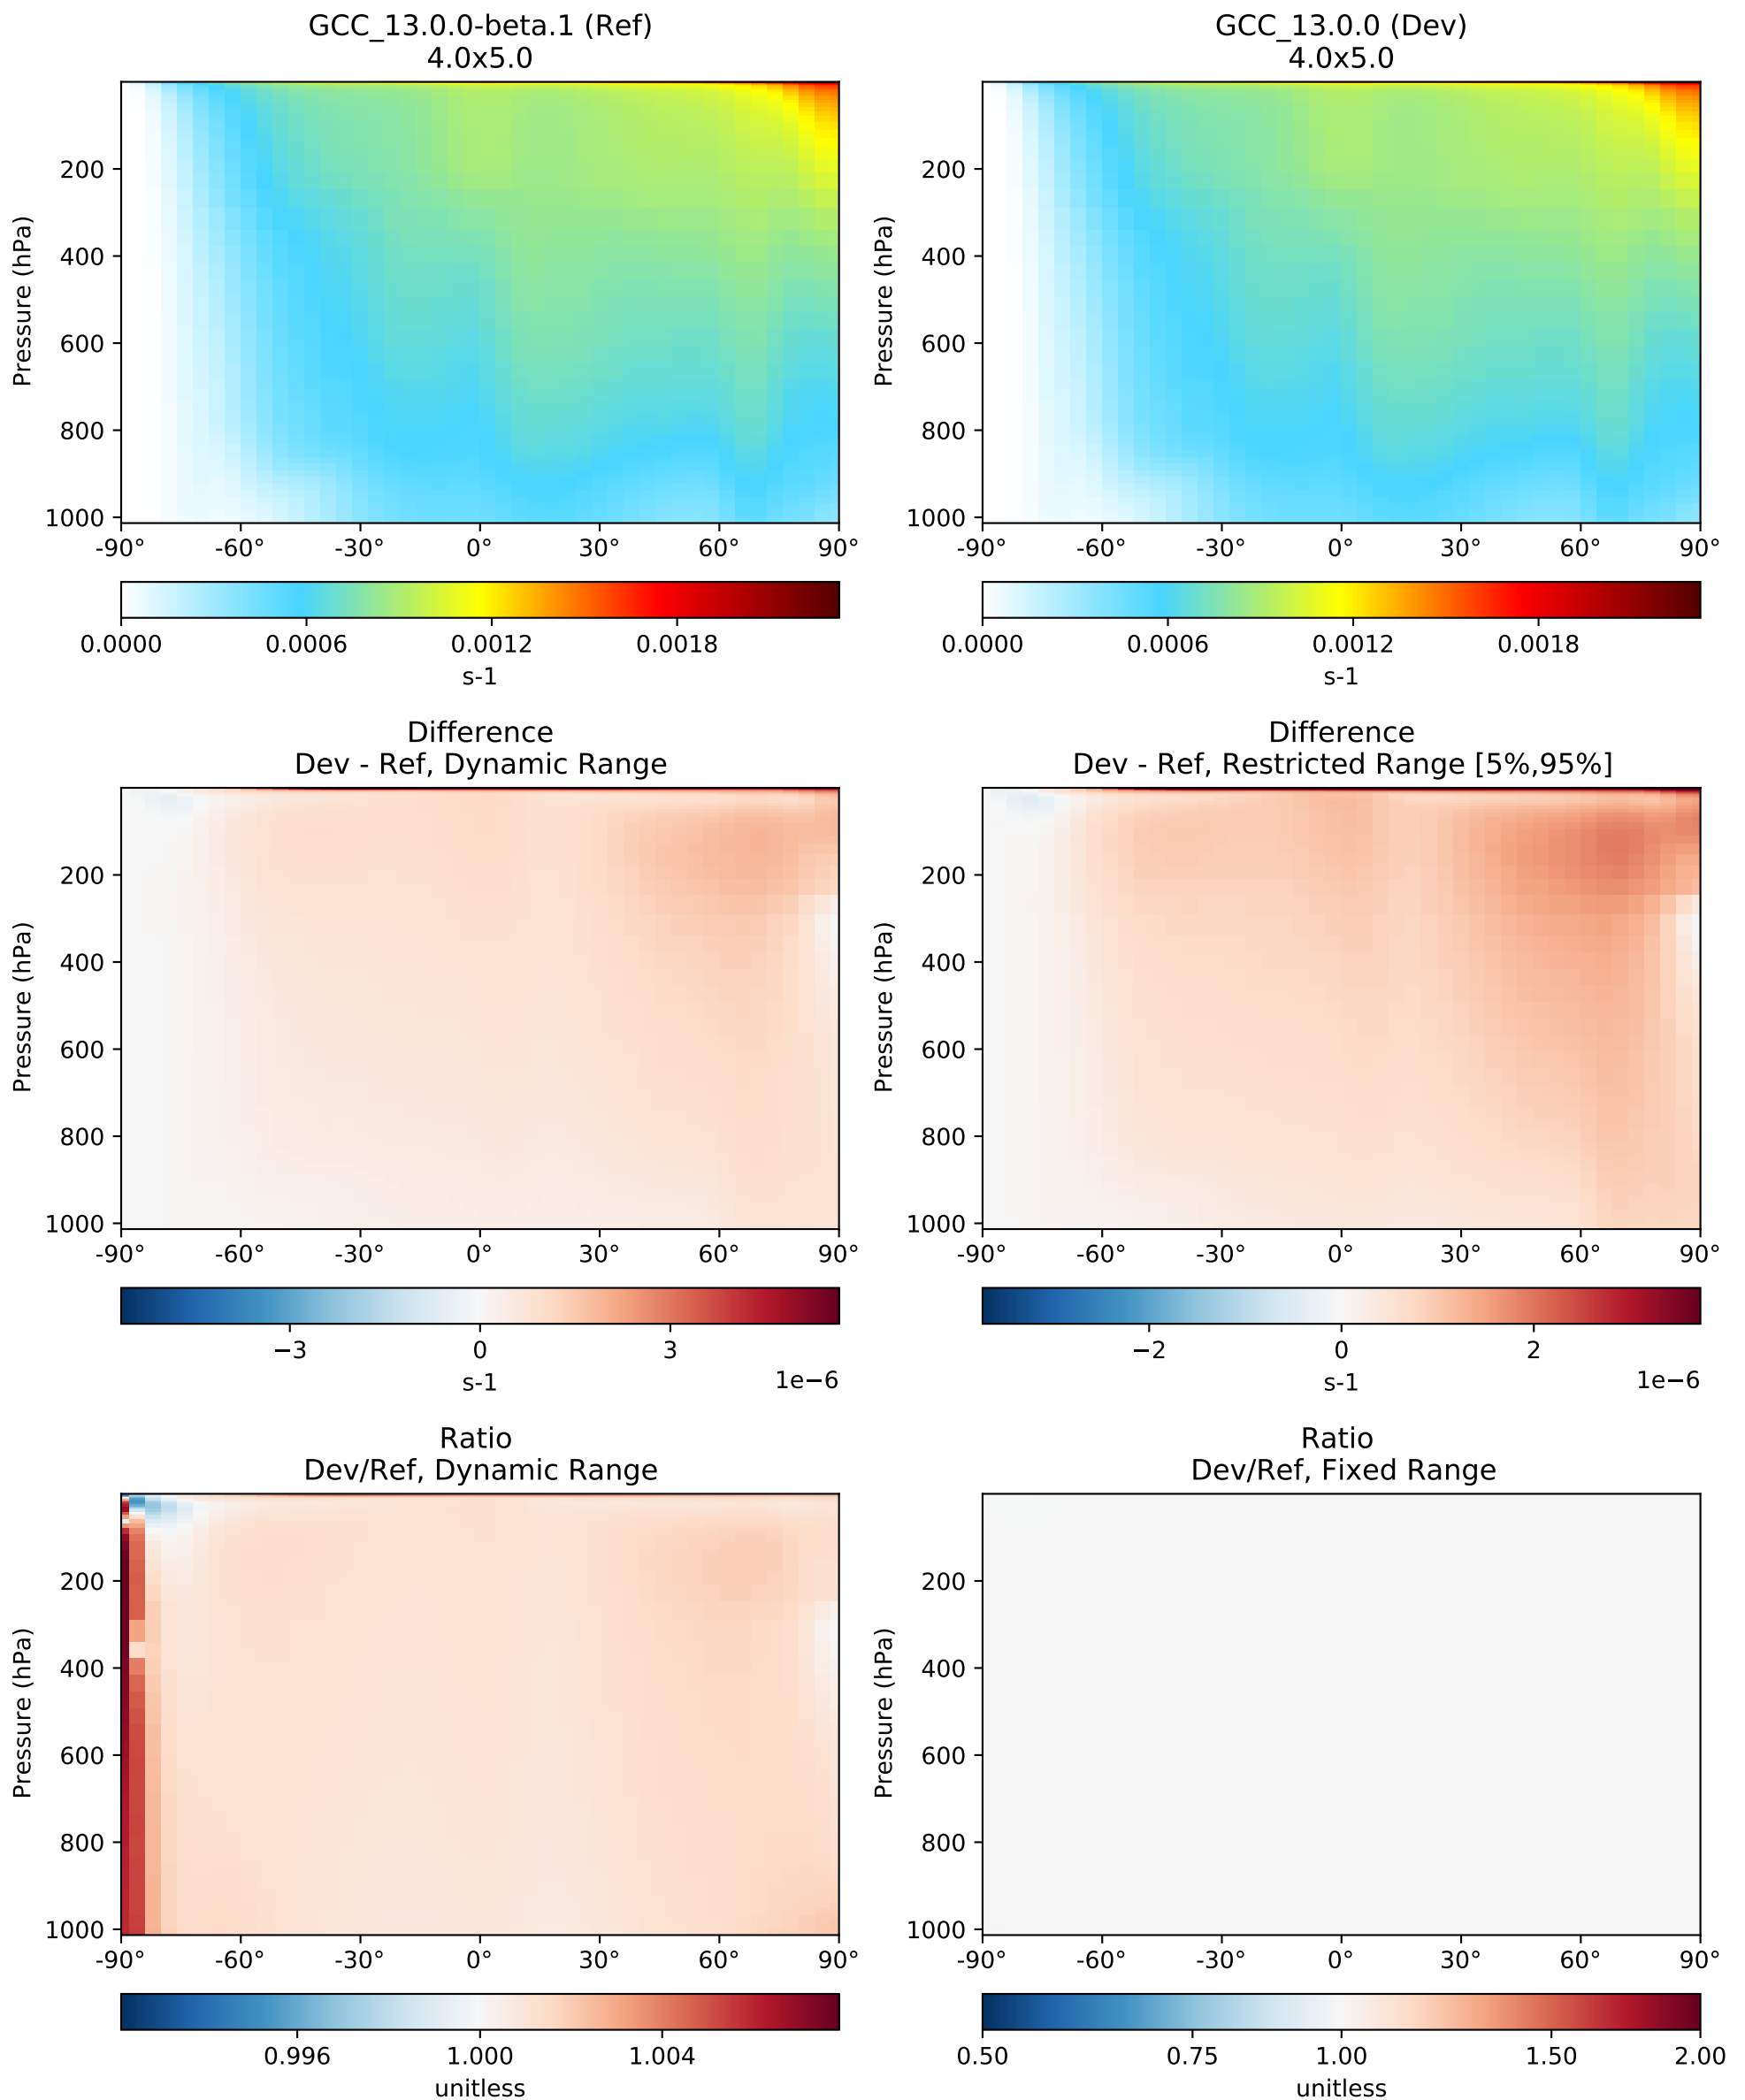 GCC_13.0.0-beta.1 (Ref)
4.0x5.0
GCC_13.0.0 (Dev)
4.0x5.0
Pressure (hPa)
200
400
600
800
1000
-90° -60° -30° 0° 30° 60° 90°
0.0000 0.0006 0.0012 0.0018
s-1
Pressure (hPa)
200
400
600
800
1000
-90° -60° -30° 0° 30° 60° 90°
0.0000 0.0006 0.0012 0.0018
s-1
Difference
Dev - Ref, Dynamic Range
Pressure (hPa)
200
400
600
800
1000
-90° -60° -30° 0° 30° 60° 90°
−3 0 3
s-1 1e−6
Difference
Dev - Ref, Restricted Range [5%,95%]
Pressure (hPa)
200
400
600
800
1000
-90° -60° -30° 0° 30° 60° 90°
−2 0 2
s-1 1e−6
Ratio
Dev/Ref, Dynamic Range
Pressure (hPa)
200
400
600
800
1000
-90° -60° -30° 0° 30° 60° 90°
0.996 1.000 1.004
unitless
Ratio
Dev/Ref, Fixed Range
Pressure (hPa)
200
400
600
800
1000
-90° -60° -30° 0° 30° 60° 90°
0.50 0.75 1.00 1.50 2.00
unitless